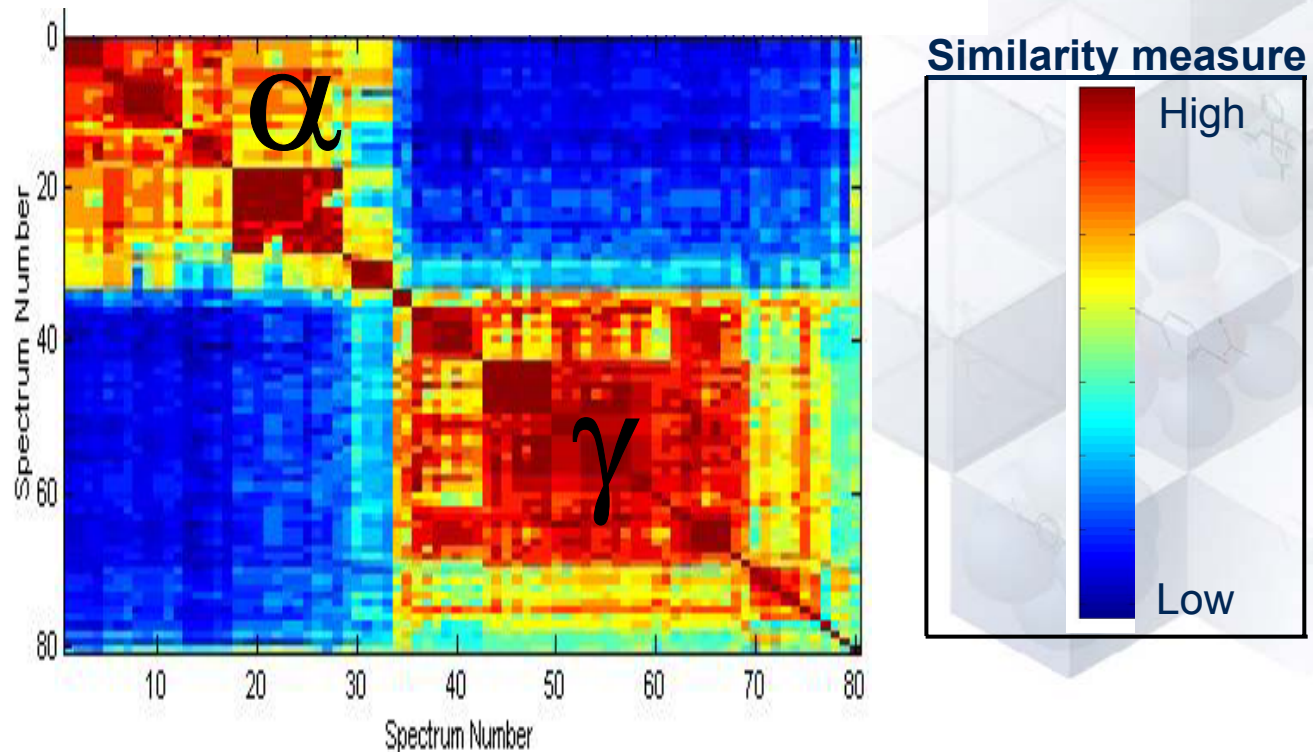 0
20
40
60
80
Spectrum Number
α
γ
10 20 30 40 50 60 70 80
Spectrum Number
Similarity measure
High
Low